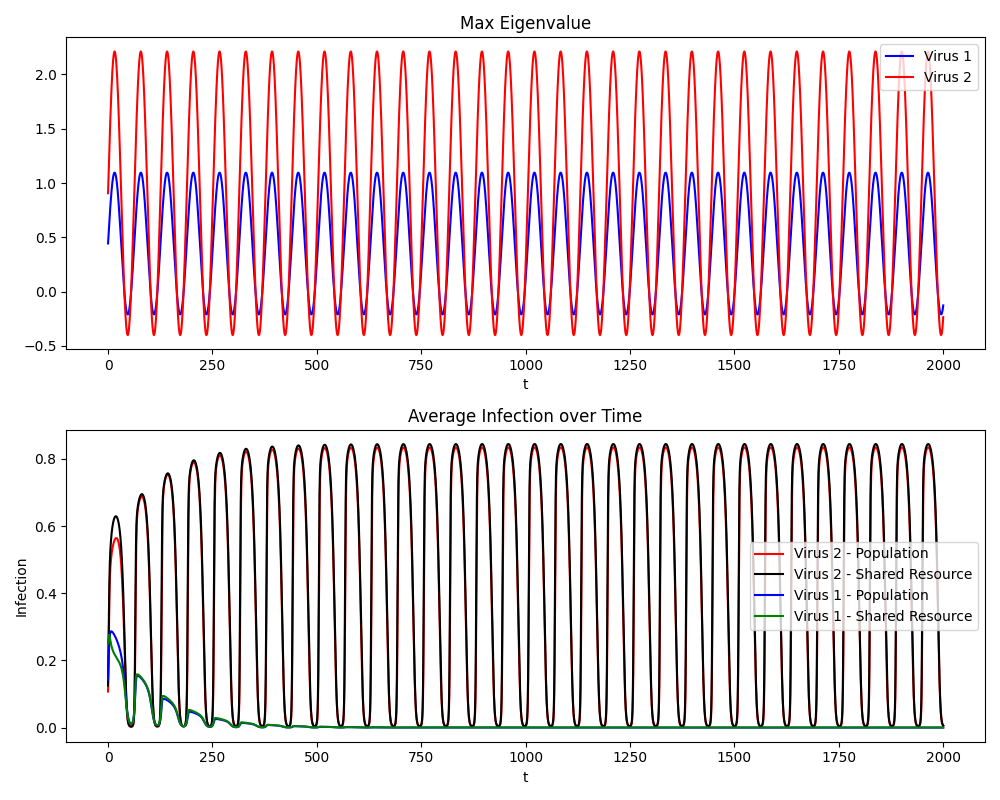 Max Eigenvalue
Virus 1
Virus 2
2.0
1.5
1.0
0.5
0.0
−0.5
0 250 500 750 1000 1250 1500 1750 2000
t
Average Infection over Time
Infection
0.8
0.6
0.4
0.2
0.0
Virus 2 - Population
Virus 2 - Shared Resource
Virus 1 - Population
Virus 1 - Shared Resource
0 250 500 750 1000 1250 1500 1750 2000
t